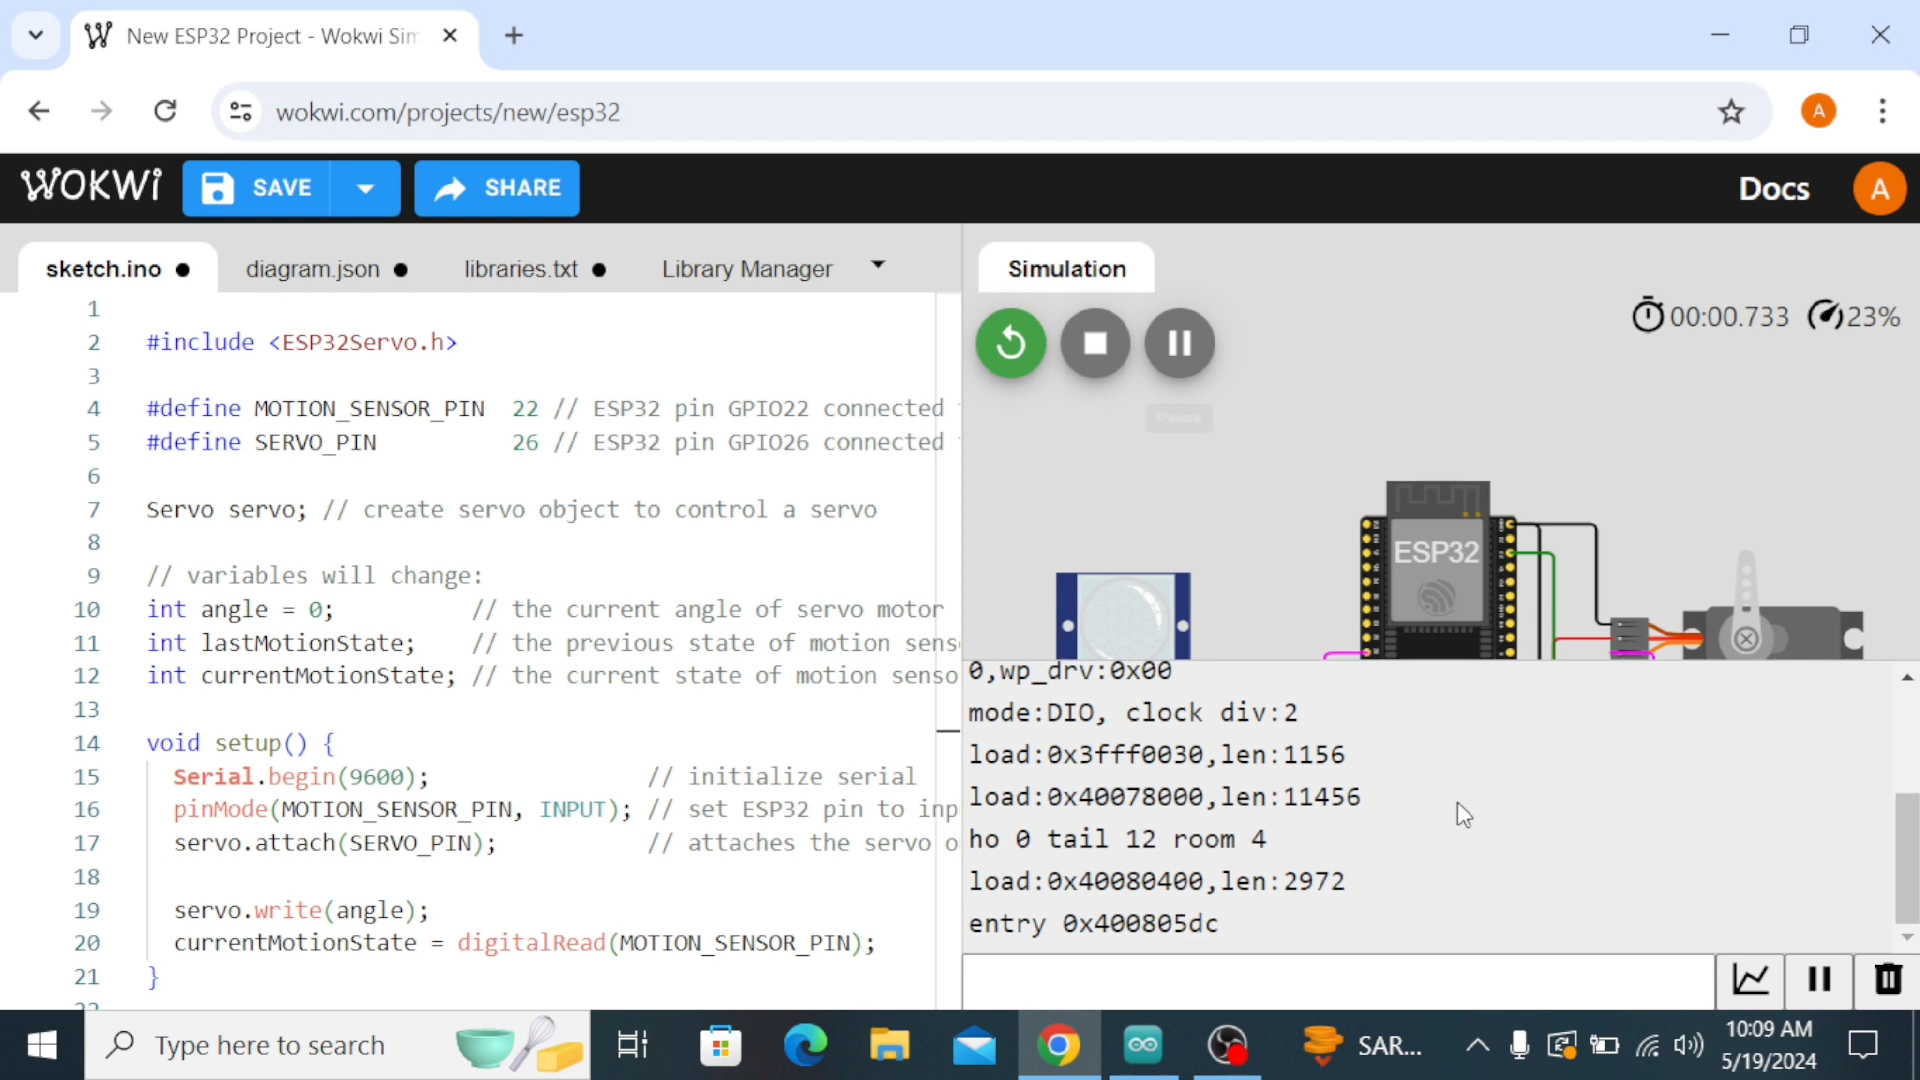 New ESP32 Project - Wokwi Sim
wokwi.com/projects/new/esp32
A
WOKWi
SAVE
SHARE
Docs
A
sketch.ino
diagram.json
libraries.txt
Library Manager
Simulation
00:00.733
23%
Pause
1
2 #include <ESP32Servo.h>
3
4 #define MOTION_SENSOR_PIN 22 // ESP32 pin GPIO22 connected
5 #define SERVO_PIN 26 // ESP32 pin GPIO26 connected
6
7 Servo servo; // create servo object to control a servo
8
9 // variables will change:
10 int angle = 0; // the current angle of servo motor
11 int lastMotionState; // the previous state of motion sens
12 int currentMotionState; // the current state of motion senso
13
14 void setup() {
15 Serial.begin(9600); // initialize serial
16 pinMode(MOTION_SENSOR_PIN, INPUT); // set ESP32 pin to inp
17 servo.attach(SERVO_PIN); // attaches the servo o
18
19 servo.write(angle);
20 currentMotionState = digitalRead(MOTION_SENSOR_PIN);
21 }
ESP32
0,wp_drv:0x00
mode:DIO, clock div:2
load:0x3fff0030,len:1156
load:0x40078000,len:11456
ho 0 tail 12 room 4
load:0x40080400,len:2972
entry 0x400805dc
Type here to search
SAR...
10:09 AM
5/19/2024